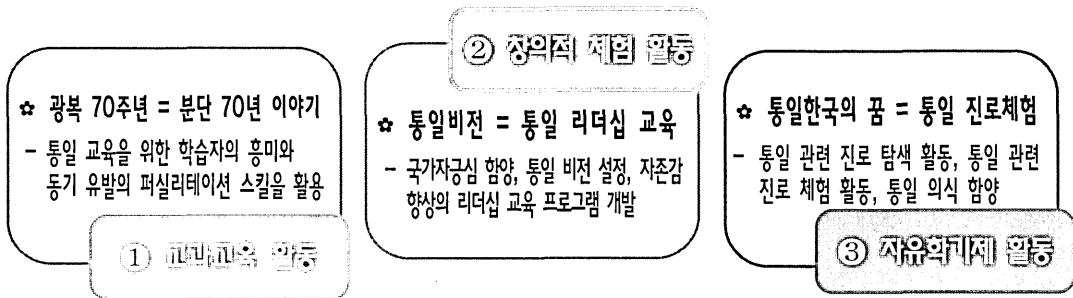 ✿ 광복 70주년 = 분단 70년 이야기
- 통일 교육을 위한 학습자의 흥미와
동기 유발의 퍼실리테이션 스킬을 활용
① 교과교육 활동
② 창의적 체험 활동
✿ 통일비전 = 통일 리더십 교육
- 국가자긍심 함양, 통일 비전 설정, 자존감
향상의 리더십 교육 프로그램 개발
✿ 통일한국의 꿈 = 통일 진로체험
- 통일 관련 진로 탐색 활동, 통일 관련
진로 체험 활동, 통일 의식 함양
③ 자유학기제 활동